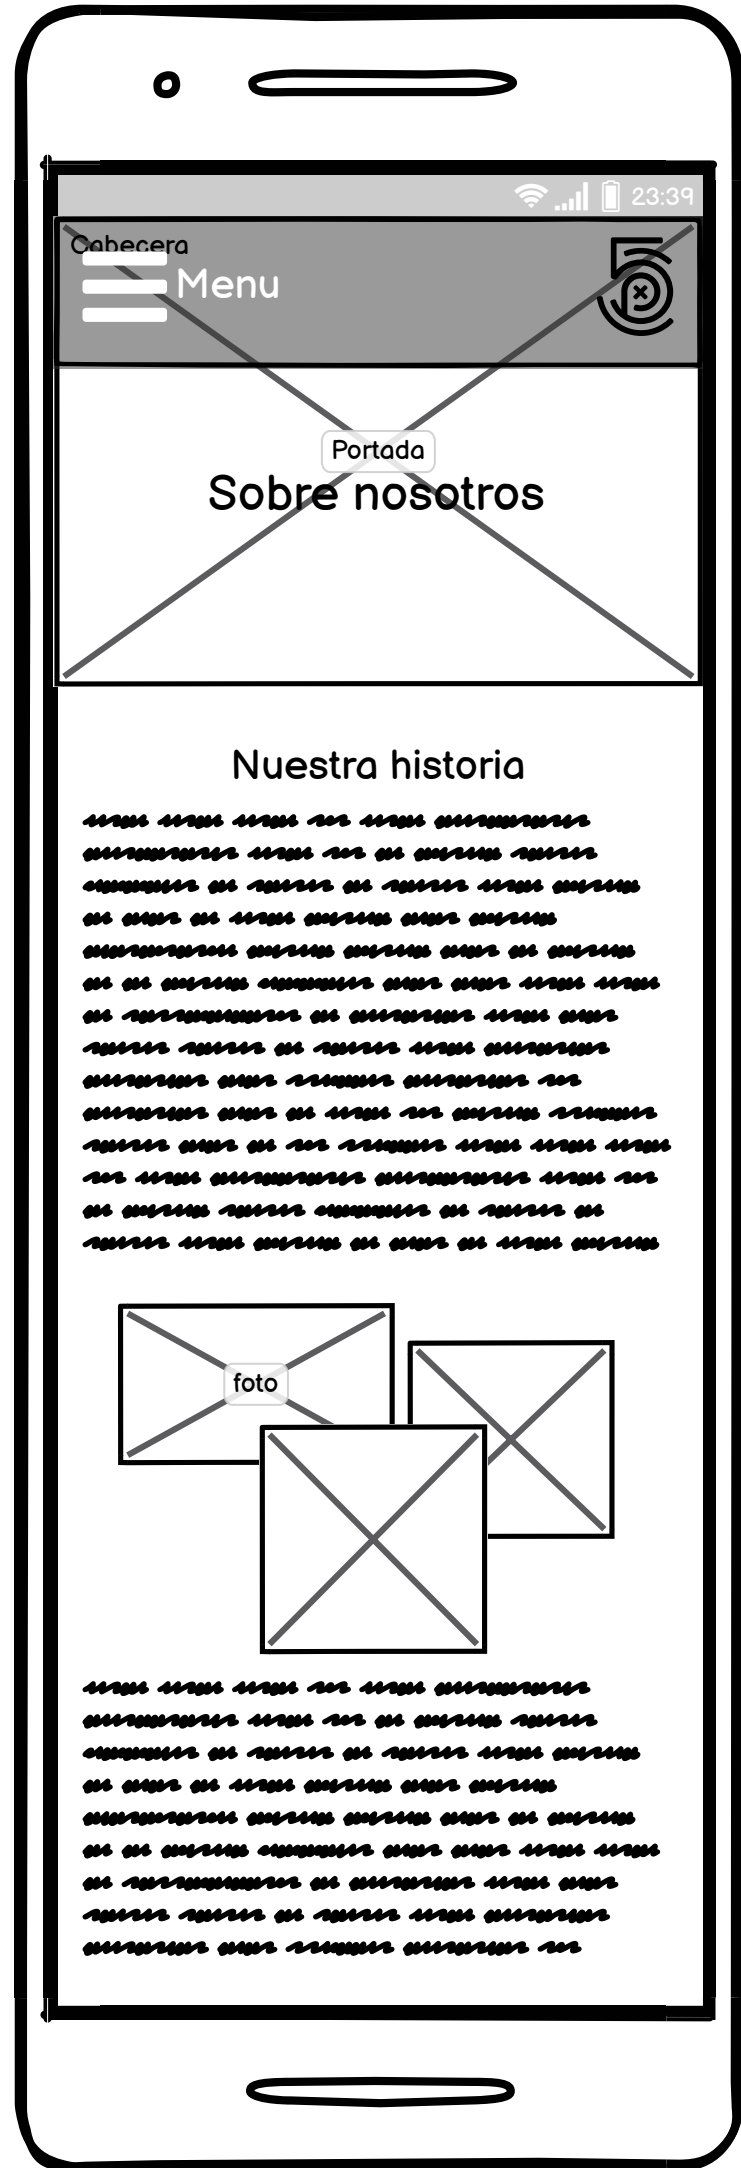 23:39
Cabecera
Menu
Portada
Sobre nosotros
Nuestra historia
foto